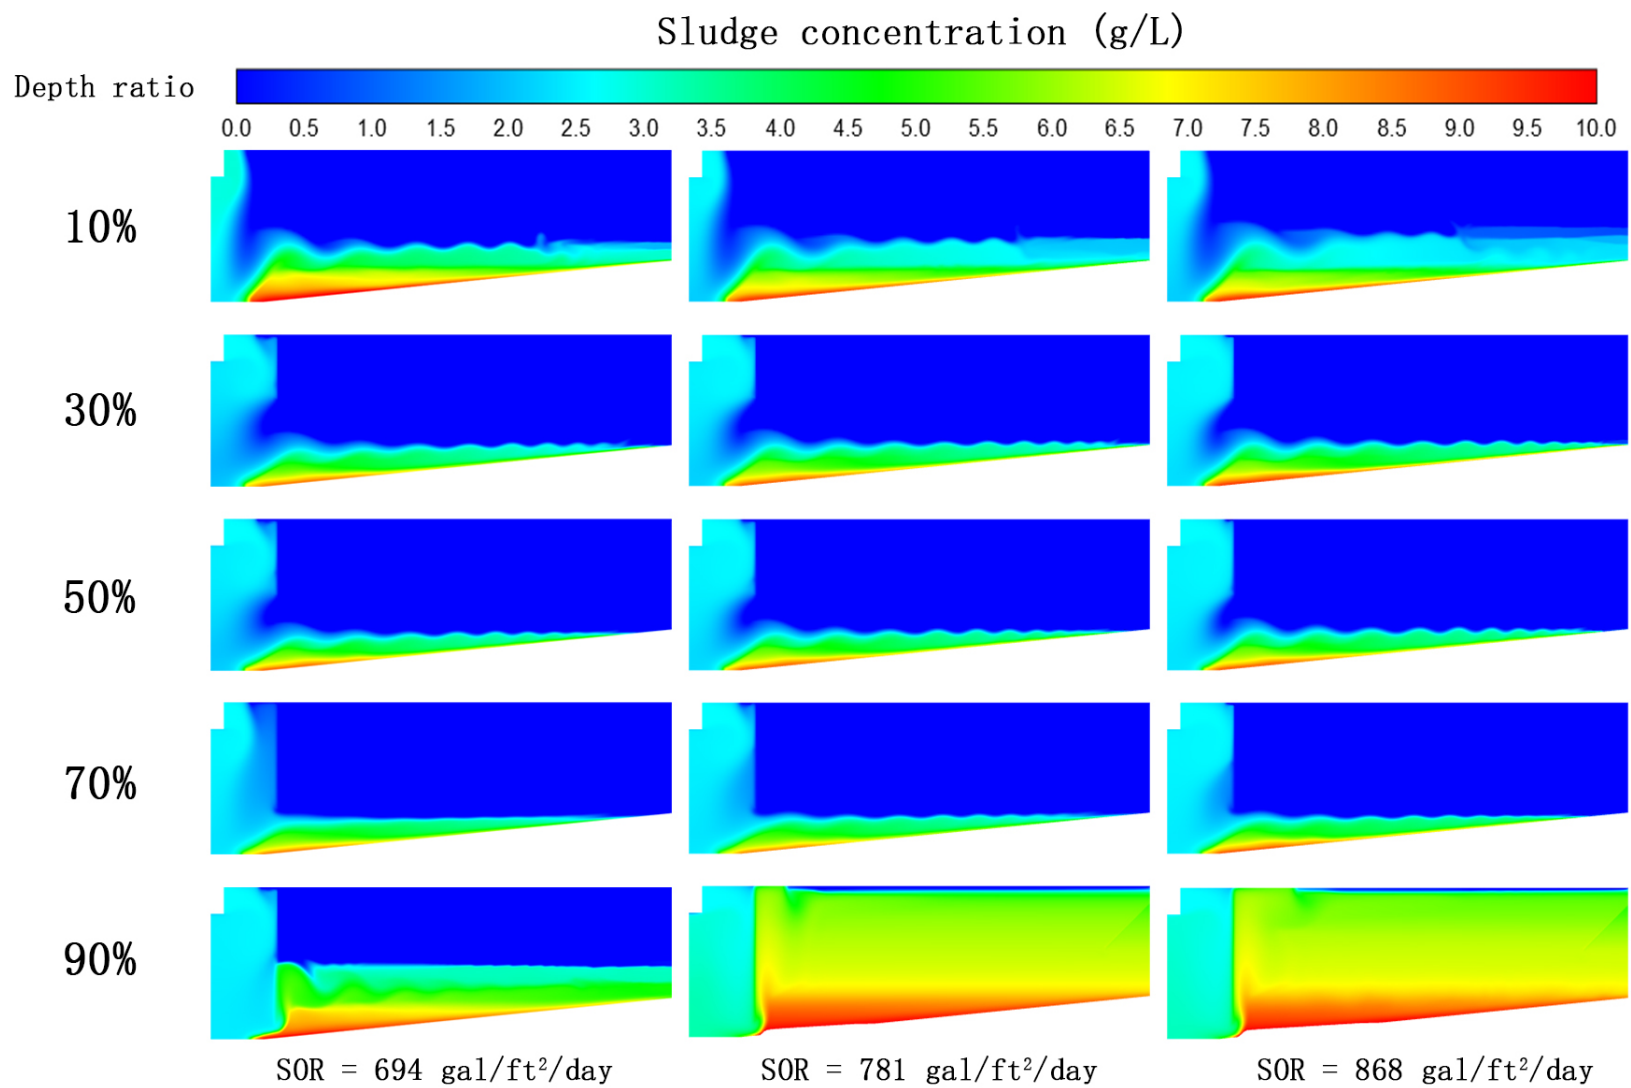 Sludge concentration (g/L)
Depth ratio
0.0 0.5 1.0 1.5 2.0 2.5 3.0 3.5 4.0 4.5 5.0 5.5 6.0 6.5 7.0 7.5 8.0 8.5 9.0 9.5 10.0
10%
30%
50%
70%
90%
SOR = 694 gal/ft²/day SOR = 781 gal/ft²/day SOR = 868 gal/ft²/day